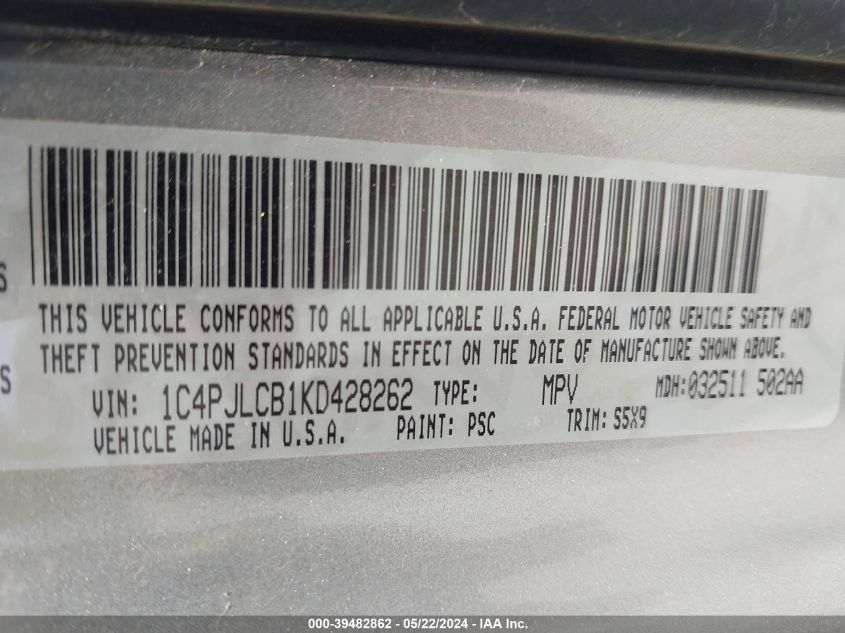 THIS VEHICLE CONFORMS TO ALL APPLICABLE U.S.A. FEDERAL MOTOR VEHICLE SAFETY AND
S
THEFT PREVENTION STANDARDS IN EFFECT ON THE DATE OF MANUFACTURE SHOWN ABOVE.
S
VIN: 1C4PJLCB1KD428262 TYPE: MPV MDH:032511 502AA
VEHICLE MADE IN U.S.A. PAINT: PSC TRIM: S5X9
000-39482862 - 05/22/2024 - IAA Inc.